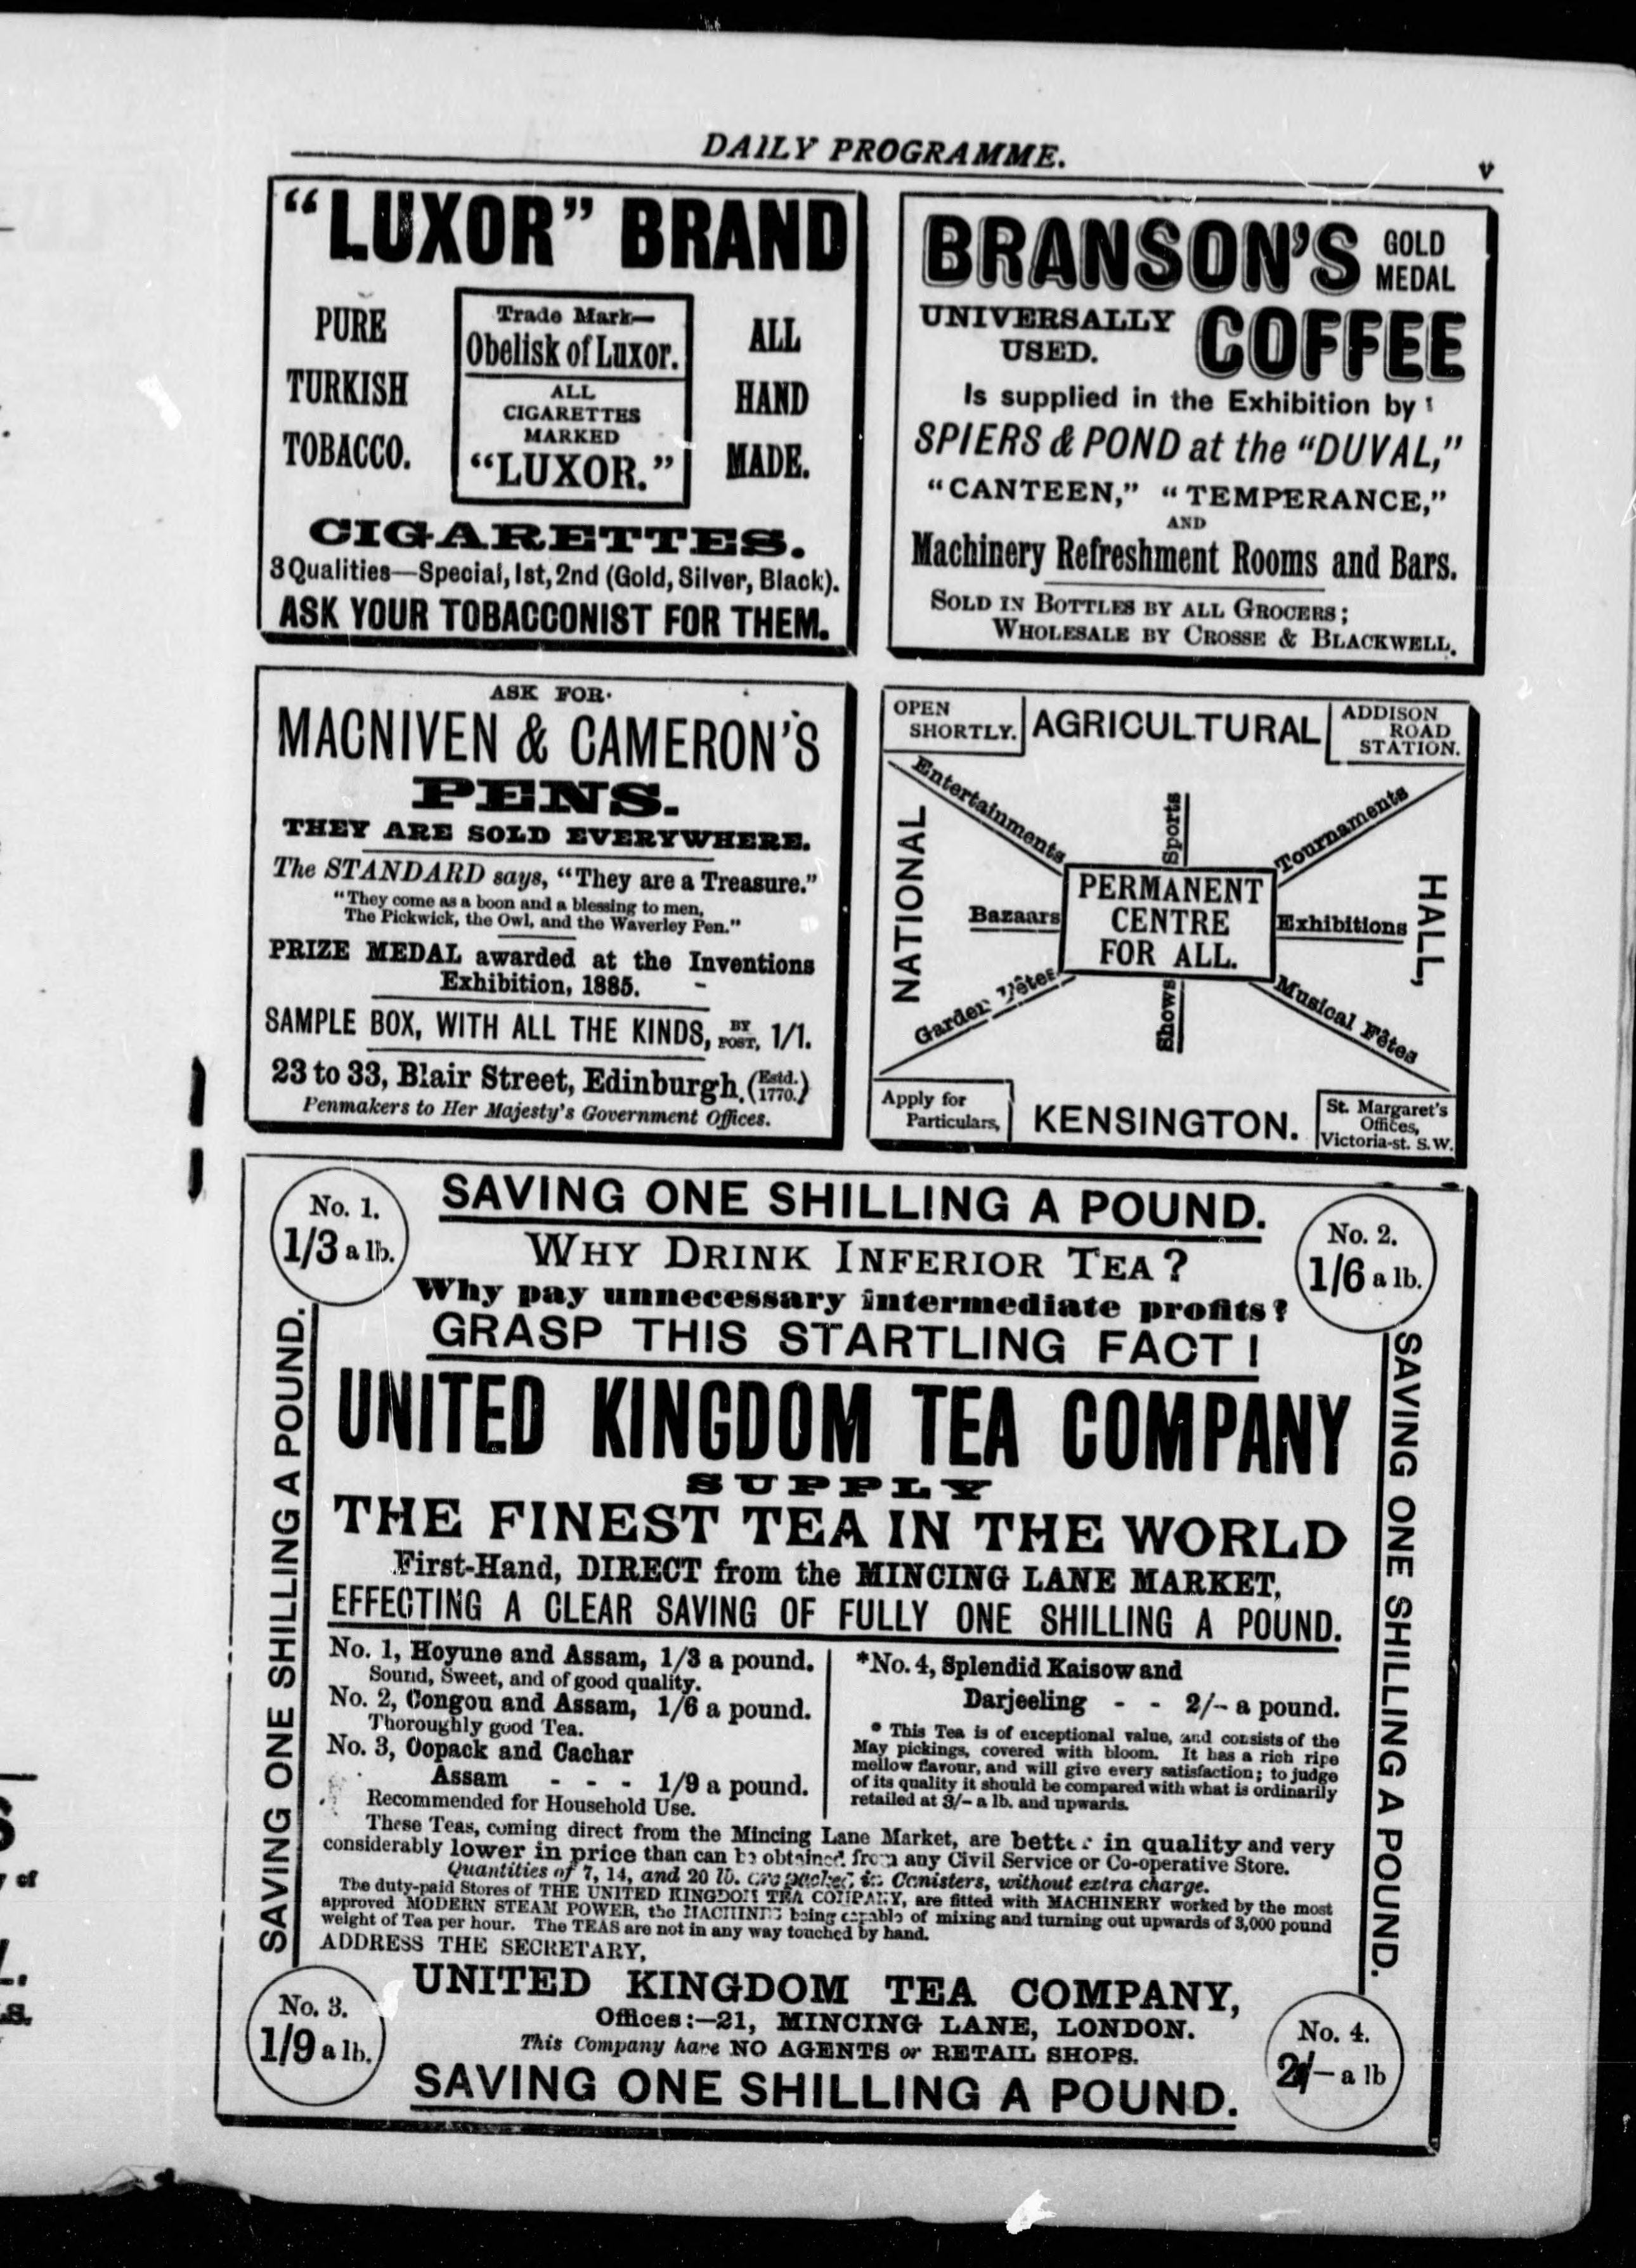 DAILY PROGRAMME.
v
"LUXOR" BRAND
PURE
TURKISH
TOBACCO.
Trade Mark—
Obelisk of Luxor.
ALL
CIGARETTES
MARKED
"LUXOR."
ALL
HAND
MADE.
CIGARETTES.
3 Qualities—Special, 1st, 2nd (Gold, Silver, Black).
ASK YOUR TOBACCONIST FOR THEM.
BRANSON'S GOLD
MEDAL
UNIVERSALLY
USED.
COFFEE
Is supplied in the Exhibition by
SPIERS & POND at the "DUVAL,"
"CANTEEN," "TEMPERANCE,"
AND
Machinery Refreshment Rooms and Bars.
SOLD IN BOTTLES BY ALL GROCERS;
WHOLESALE BY CROSSE & BLACKWELL.
ASK FOR
MACNIVEN & CAMERON'S
PENS.
THEY ARE SOLD EVERYWHERE.
The STANDARD says, "They are a Treasure."
"They come as a boon and a blessing to men,
The Pickwick, the Owl, and the Waverley Pen."
PRIZE MEDAL awarded at the Inventions
Exhibition, 1885.
SAMPLE BOX, WITH ALL THE KINDS, BY POST, 1/1.
23 to 33, Blair Street, Edinburgh. (Estd. 1770.)
Penmakers to Her Majesty's Government Offices.
OPEN
SHORTLY.
AGRICULTURAL
ADDISON
ROAD
STATION.
NATIONAL
Entertainments
Sports
Tournaments
Bazaars
PERMANENT
CENTRE
FOR ALL.
Exhibitions
HALL,
Garden Fêtes
Shows
Musical Fêtes
Apply for
Particulars,
KENSINGTON.
St. Margaret's
Offices,
Victoria-st. S.W.
No. 1.
1/3 a lb.
SAVING ONE SHILLING A POUND.
No. 2.
1/6 a lb.
WHY DRINK INFERIOR TEA?
Why pay unnecessary intermediate profits?
GRASP THIS STARTLING FACT!
SAVING ONE SHILLING A POUND.
SAVING ONE SHILLING A POUND.
UNITED KINGDOM TEA COMPANY
SUPPLY
THE FINEST TEA IN THE WORLD
First-Hand, DIRECT from the MINCING LANE MARKET,
EFFECTING A CLEAR SAVING OF FULLY ONE SHILLING A POUND.
No. 1, Hoyune and Assam, 1/3 a pound.
Sound, Sweet, and of good quality.
No. 2, Congou and Assam, 1/6 a pound.
Thoroughly good Tea.
No. 3, Oopack and Cachar
Assam - - - 1/9 a pound.
Recommended for Household Use.
*No. 4, Splendid Kaisow and
Darjeeling - - 2/- a pound.
* This Tea is of exceptional value, and consists of the
May pickings, covered with bloom. It has a rich ripe
mellow flavour, and will give every satisfaction; to judge
of its quality it should be compared with what is ordinarily
retailed at 3/- a lb. and upwards.
These Teas, coming direct from the Mincing Lane Market, are better in quality and very
considerably lower in price than can be obtained from any Civil Service or Co-operative Store.
Quantities of 7, 14, and 20 lb. are packed in Canisters, without extra charge.
The duty-paid Stores of THE UNITED KINGDOM TEA COMPANY, are fitted with MACHINERY worked by the most
approved MODERN STEAM POWER, the MACHINES being capable of mixing and turning out upwards of 3,000 pound
weight of Tea per hour. The TEAS are not in any way touched by hand.
ADDRESS THE SECRETARY,
UNITED KINGDOM TEA COMPANY,
Offices:—21, MINCING LANE, LONDON.
This Company have NO AGENTS or RETAIL SHOPS.
SAVING ONE SHILLING A POUND.
No. 3.
1/9 a lb.
No. 4.
2/- a lb